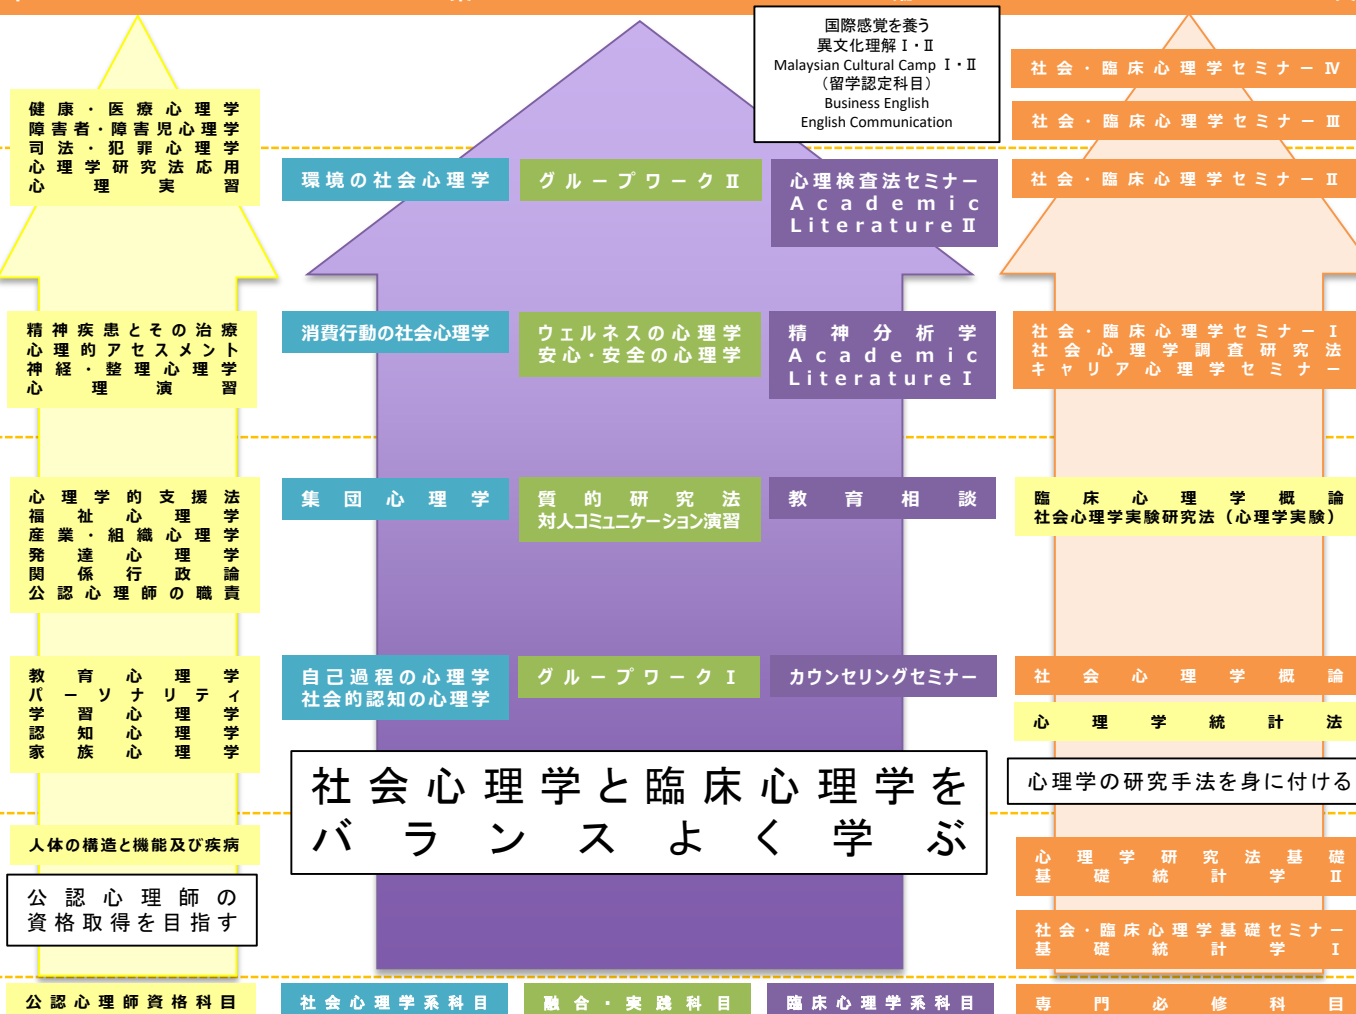 国際感覚を養う
異文化理解Ⅰ・Ⅱ
Malaysian Cultural Camp Ⅰ・Ⅱ
（留学認定科目）
Business English
English Communication
社会・臨床心理学セミナーⅣ
社会・臨床心理学セミナーⅢ
健康・医療心理学
障害者・障害児心理学
司法・犯罪心理学
心理学研究法応用
心理実習
環境の社会心理学
グループワークⅡ
心理検査法セミナー
Academic
LiteratureⅡ
社会・臨床心理学セミナーⅡ
精神疾患とその治療
心理的アセスメント
神経・整理心理学
心理演習
消費行動の社会心理学
ウェルネスの心理学
安心・安全の心理学
精神分析学
Academic
LiteratureⅠ
社会・臨床心理学セミナーⅠ
社会心理学調査研究法
キャリア心理学セミナー
心理学的支援法
福祉心理学
産業・組織心理学
発達心理学
関係行政論
公認心理師の職責
集団心理学
質的研究法
対人コミュニケーション演習
教育相談
臨床心理学概論
社会心理学実験研究法（心理学実験）
教育心理学
パーソナリティ
学習心理学
認知心理学
家族心理学
自己過程の心理学
社会的認知の心理学
グループワークⅠ
カウンセリングセミナー
社会心理学概論
心理学統計法
社会心理学と臨床心理学を
バランスよく学ぶ
心理学の研究手法を身に付ける
人体の構造と機能及び疾病
公認心理師の
資格取得を目指す
心理学研究法基礎
基礎統計学Ⅱ
社会・臨床心理学基礎セミナー
基礎統計学Ⅰ
公認心理師資格科目
社会心理学系科目
融合・実践科目
臨床心理学系科目
専門必修科目